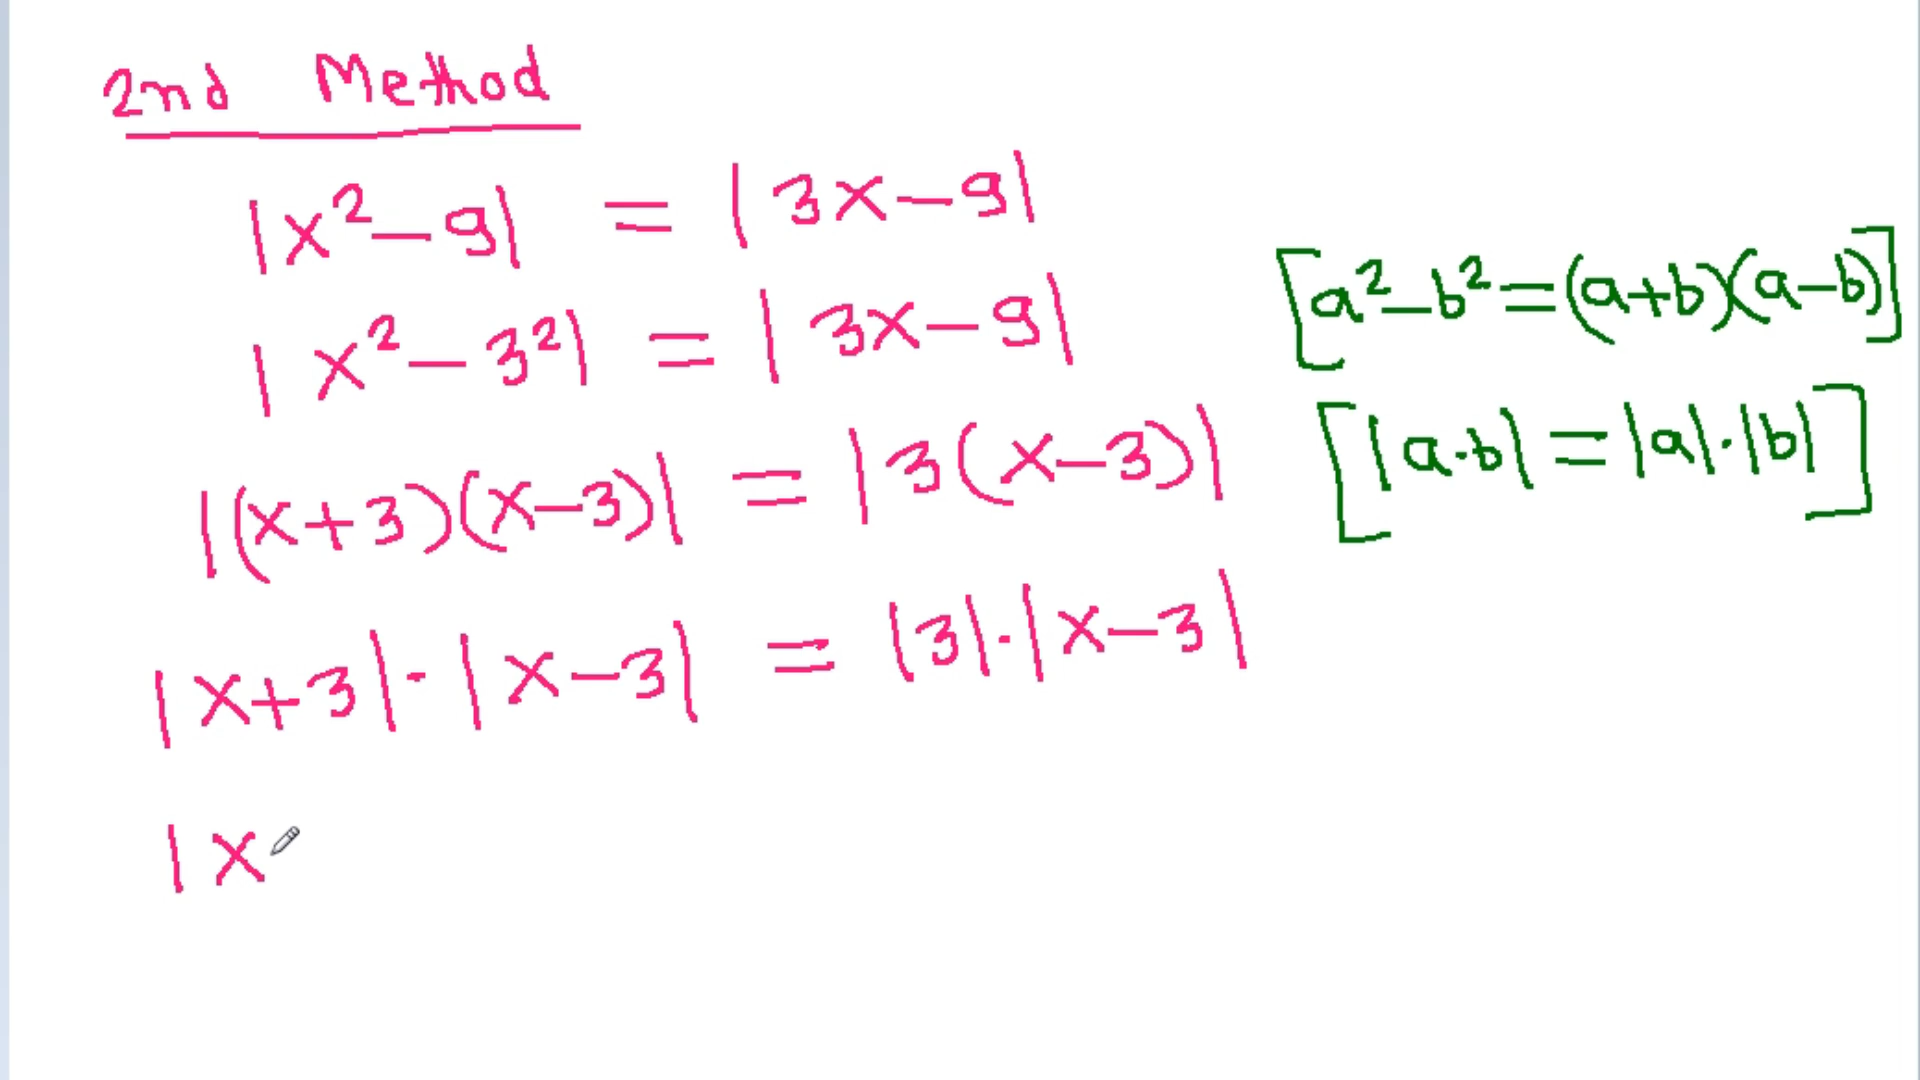 2nd Method
|x²-9| = |3x-9|
|x²-3²| = |3x-9|
|(x+3)(x-3)| = |3(x-3)|
|x+3|·|x-3| = |3|·|x-3|
|x
[a²-b²=(a+b)(a-b)]
[|a·b|=|a|·|b|]